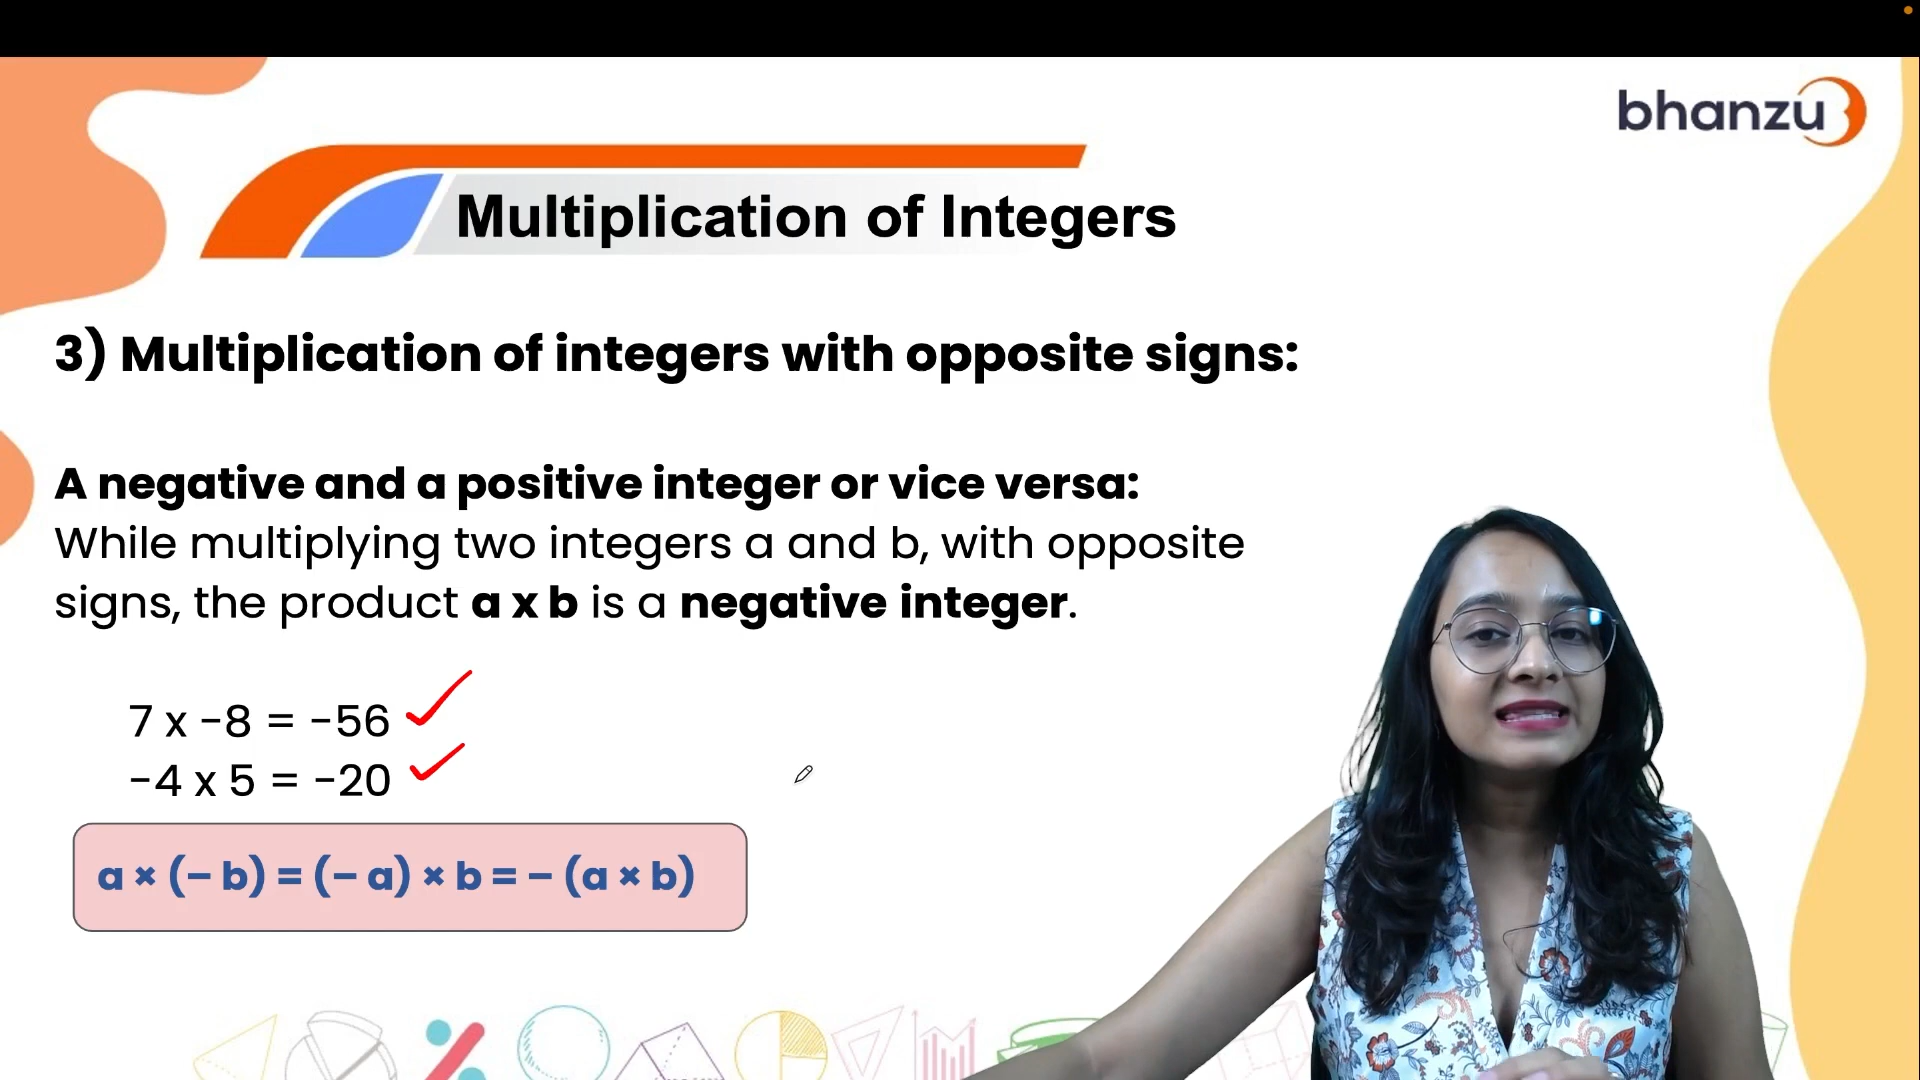 bhanzu
Multiplication of Integers
3) Multiplication of integers with opposite signs:
A negative and a positive integer or vice versa:
While multiplying two integers a and b, with opposite
signs, the product a x b is a negative integer.
7 x -8 = -56
-4 x 5 = -20
a × (– b) = (– a) × b = – (a × b)